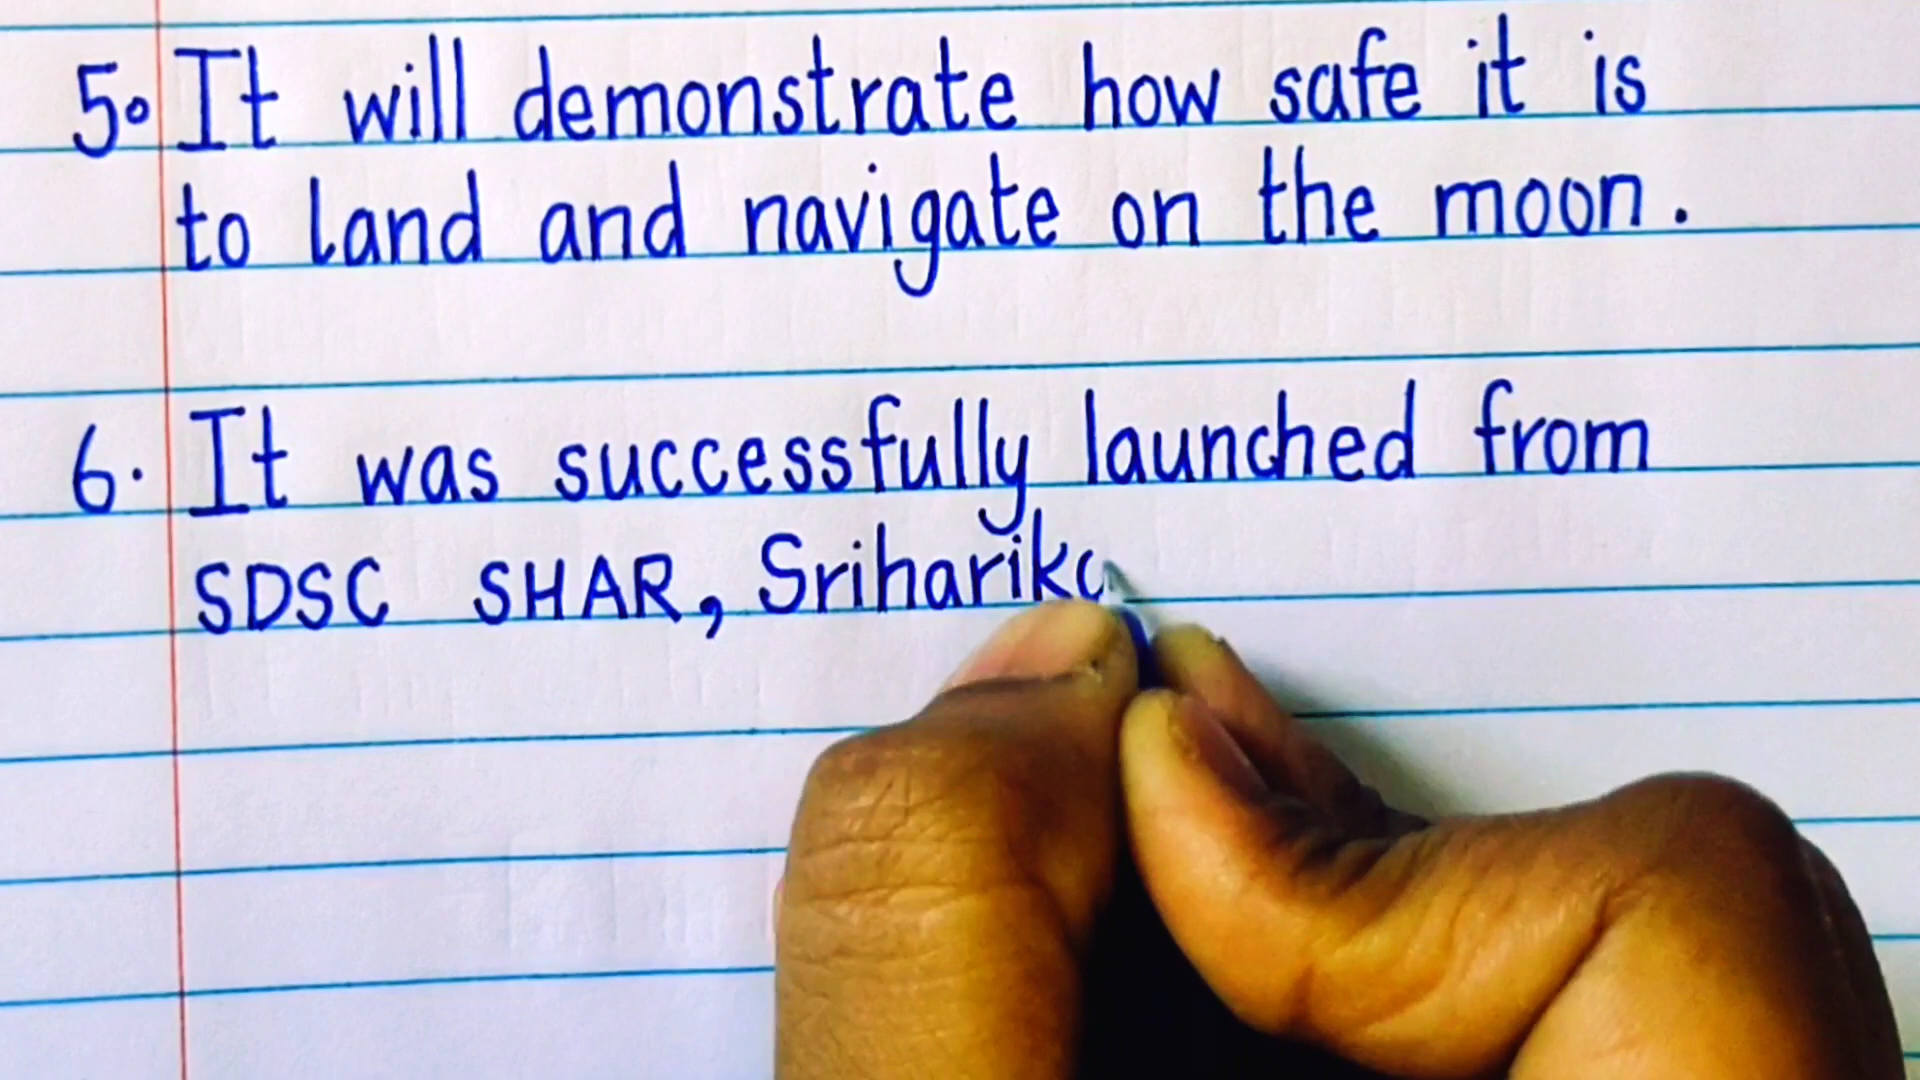 5. It will demonstrate how safe it is
to land and navigate on the moon.
6. It was successfully launched from
SDSC SHAR, Sriharik